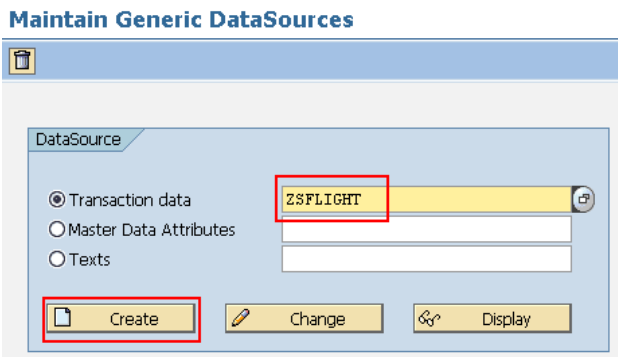 Maintain Generic DataSources
DataSource
Transaction data ZSFLIGHT
Master Data Attributes
Texts
Create Change Display